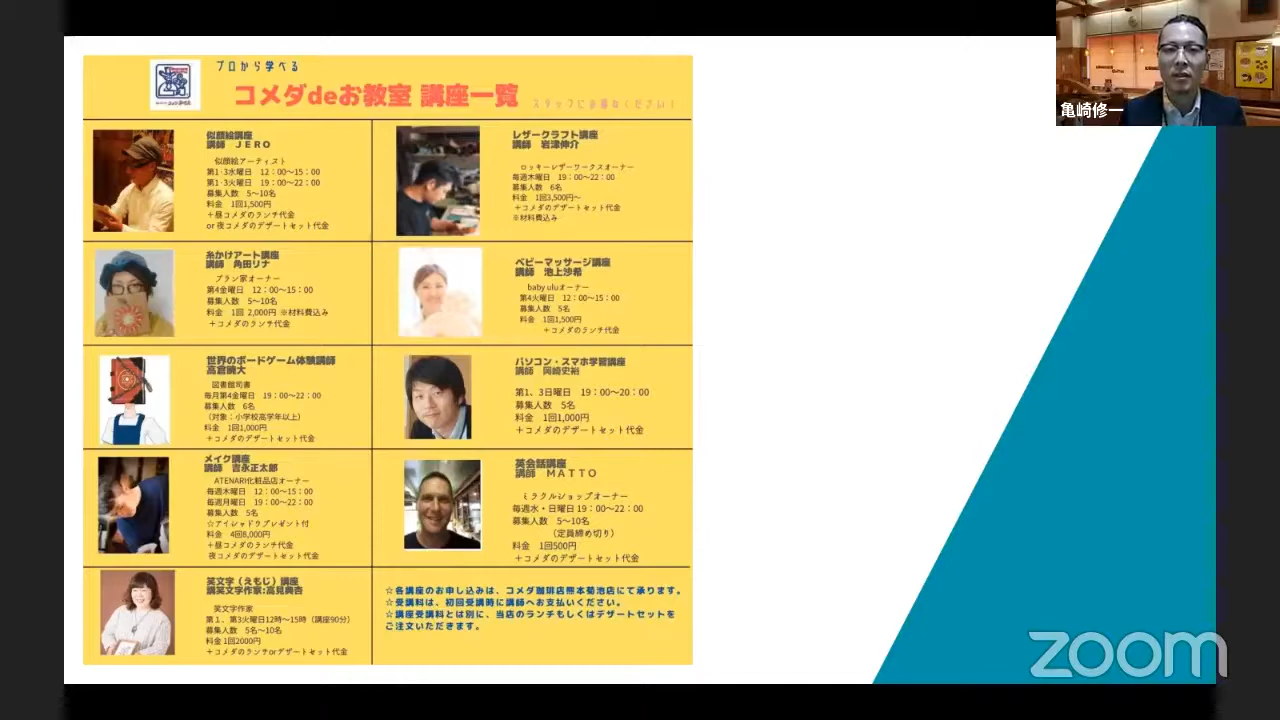 プロから学べる
コメダdeお教室 講座一覧
似顔絵講座
講師 JERO
似顔絵アーティスト
第1·3水曜日 12：00〜15：00
第1·3火曜日 19：00〜22：00
募集人数 5〜10名
料金 1回1,500円
＋昼コメダのランチ代金
or 夜コメダのデザートセット代金
レザークラフト講座
講師 岩津伸介
ロッキーレザーワークスオーナー
毎週木曜日 19：00〜22：00
募集人数 6名
料金 1回3,500円〜
＋コメダのデザートセット代金
※材料費込み
糸かけアート講座
講師 角田リナ
ブラン家オーナー
第4金曜日 12：00〜15：00
募集人数 5〜10名
料金 1回 2,000円 ※材料費込み
＋コメダのランチ代金
ベビーマッサージ講座
講師 池上沙希
baby uluオーナー
第4火曜日 12：00〜15：00
募集人数 5名
料金 1回1,500円
＋コメダのランチ代金
世界のボードゲーム体験講師
高倉暁大
図書館司書
毎月第4金曜日 19：00〜22：00
募集人数 6名
（対象：小学校高学年以上）
料金 1回1,000円
＋コメダのデザートセット代金
パソコン・スマホ学習講座
講師 岡崎史裕
第1、3日曜日 19：00〜20：00
募集人数 5名
料金 1回1,000円
＋コメダのデザートセット代金
メイク講座
講師 吉永正太郎
ATENARI化粧品店オーナー
毎週木曜日 12：00〜15：00
毎週月曜日 19：00〜22：00
募集人数 5名
☆アイシャドウプレゼント付
料金 4回8,000円
＋昼コメダのランチ代金
夜コメダのデザートセット代金
英会話講座
講師 MATTO
ミラクルショップオーナー
毎週水・日曜日 19：00〜22：00
募集人数 5〜10名
（定員締め切り）
料金 1回500円
＋コメダのデザートセット代金
笑文字（えもじ）講座
講笑文字作家:高見典杏
笑文字作家
第１．第3火曜日12時〜15時（講座90分）
募集人数 5名〜10名
料金 1回2000円
＋コメダのランチorデザートセット代金
☆各講座のお申し込みは、コメダ珈琲店熊本菊池店にて承ります。
☆受講料は、初回受講時に講師へお支払いください。
☆講座受講料とは別に、当店のランチもしくはデザートセットを
ご注文いただきます。
亀崎修一
zoom